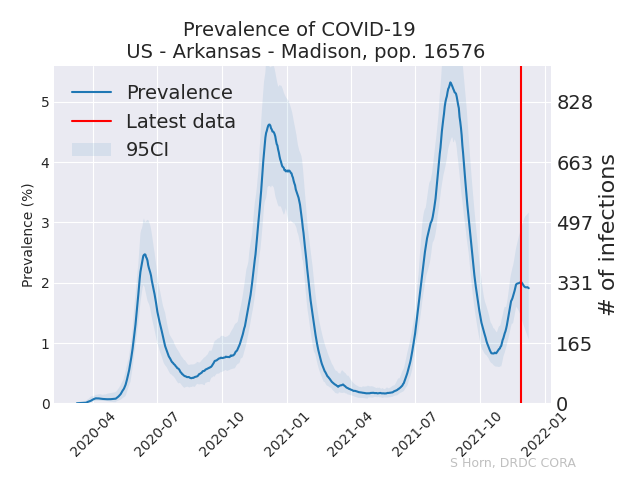 Prevalence of COVID-19
US - Arkansas - Madison, pop. 16576
Prevalence
Latest data
95CI
Prevalence (%)
5
4
3
2
1
0
828
663
497
331
165
0
# of infections
2020-04
2020-07
2020-10
2021-01
2021-04
2021-07
2021-10
2022-01
S Horn, DRDC CORA